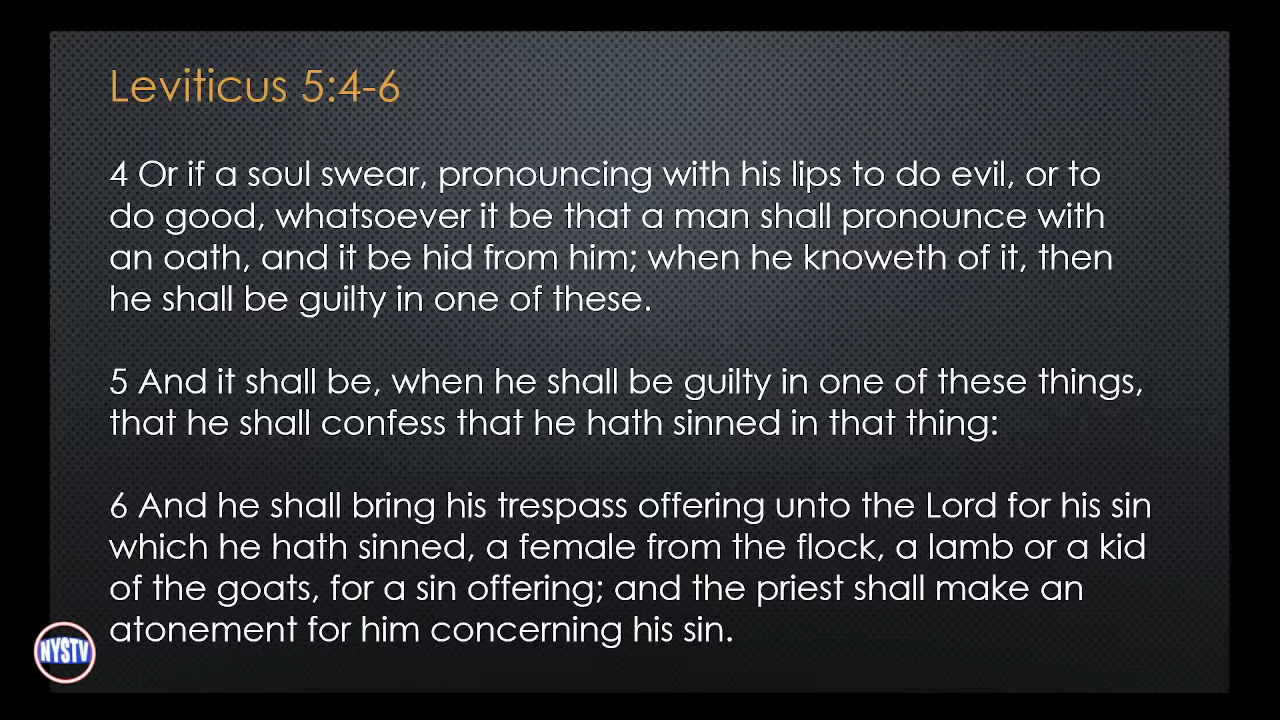 Leviticus 5:4-6
4 Or if a soul swear, pronouncing with his lips to do evil, or to
do good, whatsoever it be that a man shall pronounce with
an oath, and it be hid from him; when he knoweth of it, then
he shall be guilty in one of these.
5 And it shall be, when he shall be guilty in one of these things,
that he shall confess that he hath sinned in that thing:
6 And he shall bring his trespass offering unto the Lord for his sin
which he hath sinned, a female from the flock, a lamb or a kid
of the goats, for a sin offering; and the priest shall make an
atonement for him concerning his sin.
NYSTV